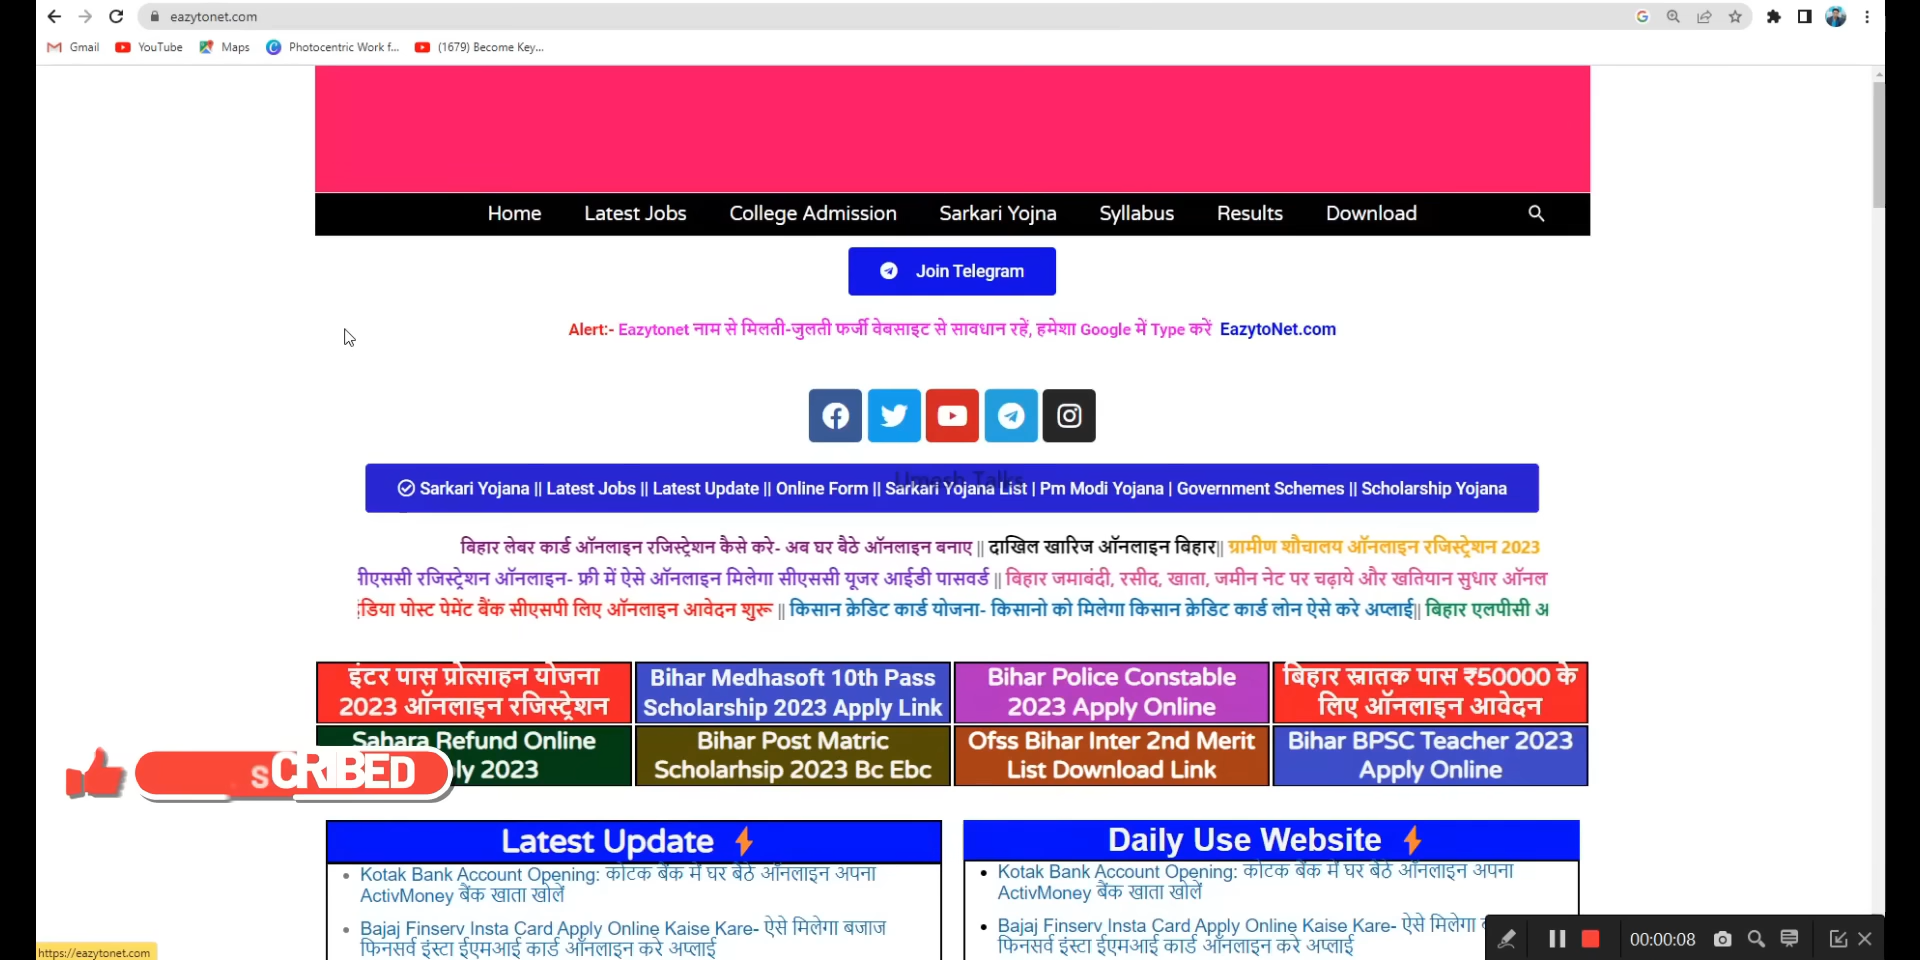 eazytonet.com
Gmail YouTube Maps Photocentric Work f... (1679) Become Key...
Home Latest Jobs College Admission Sarkari Yojna Syllabus Results Download
Join Telegram
Alert:- Eazytonet नाम से मिलती-जुलती फर्जी वेबसाइट से सावधान रहें, हमेशा Google में Type करें EazytoNet.com
Umesh Talks
Sarkari Yojana || Latest Jobs || Latest Update || Online Form || Sarkari Yojana List | Pm Modi Yojana | Government Schemes || Scholarship Yojana
बिहार लेबर कार्ड ऑनलाइन रजिस्ट्रेशन कैसे करे- अब घर बैठे ऑनलाइन बनाए || दाखिल खारिज ऑनलाइन बिहार|| ग्रामीण शौचालय ऑनलाइन रजिस्ट्रेशन 2023
ीएससी रजिस्ट्रेशन ऑनलाइन- फ्री में ऐसे ऑनलाइन मिलेगा सीएससी यूजर आईडी पासवर्ड || बिहार जमाबंदी, रसीद, खाता, जमीन नेट पर चढ़ाये और खतियान सुधार ऑनल
ंडिया पोस्ट पेमेंट बैंक सीएसपी लिए ऑनलाइन आवेदन शुरू || किसान क्रेडिट कार्ड योजना- किसानो को मिलेगा किसान क्रेडिट कार्ड लोन ऐसे करे अप्लाई|| बिहार एलपीसी अ
इंटर पास प्रोत्साहन योजना
2023 ऑनलाइन रजिस्ट्रेशन
Bihar Medhasoft 10th Pass
Scholarship 2023 Apply Link
Bihar Police Constable
2023 Apply Online
बिहार स्नातक पास ₹50000 के
लिए ऑनलाइन आवेदन
Sahara Refund Online
ly 2023
Bihar Post Matric
Scholarhsip 2023 Bc Ebc
Ofss Bihar Inter 2nd Merit
List Download Link
Bihar BPSC Teacher 2023
Apply Online
SCRIBED
Latest Update
Kotak Bank Account Opening: कोटक बैंक में घर बैठे ऑनलाइन अपना
ActivMoney बैंक खाता खोलें
Bajaj Finserv Insta Card Apply Online Kaise Kare- ऐसे मिलेगा बजाज
फिनसर्व इंस्टा ईएमआई कार्ड ऑनलाइन करे अप्लाई
Daily Use Website
Kotak Bank Account Opening: कोटक बैंक में घर बैठे ऑनलाइन अपना
ActivMoney बैंक खाता खोलें
Bajaj Finserv Insta Card Apply Online Kaise Kare- ऐसे मिलेगा
फिनसर्व इंस्टा ईएमआई कार्ड ऑनलाइन करे अप्लाई
00:00:08
https://eazytonet.com